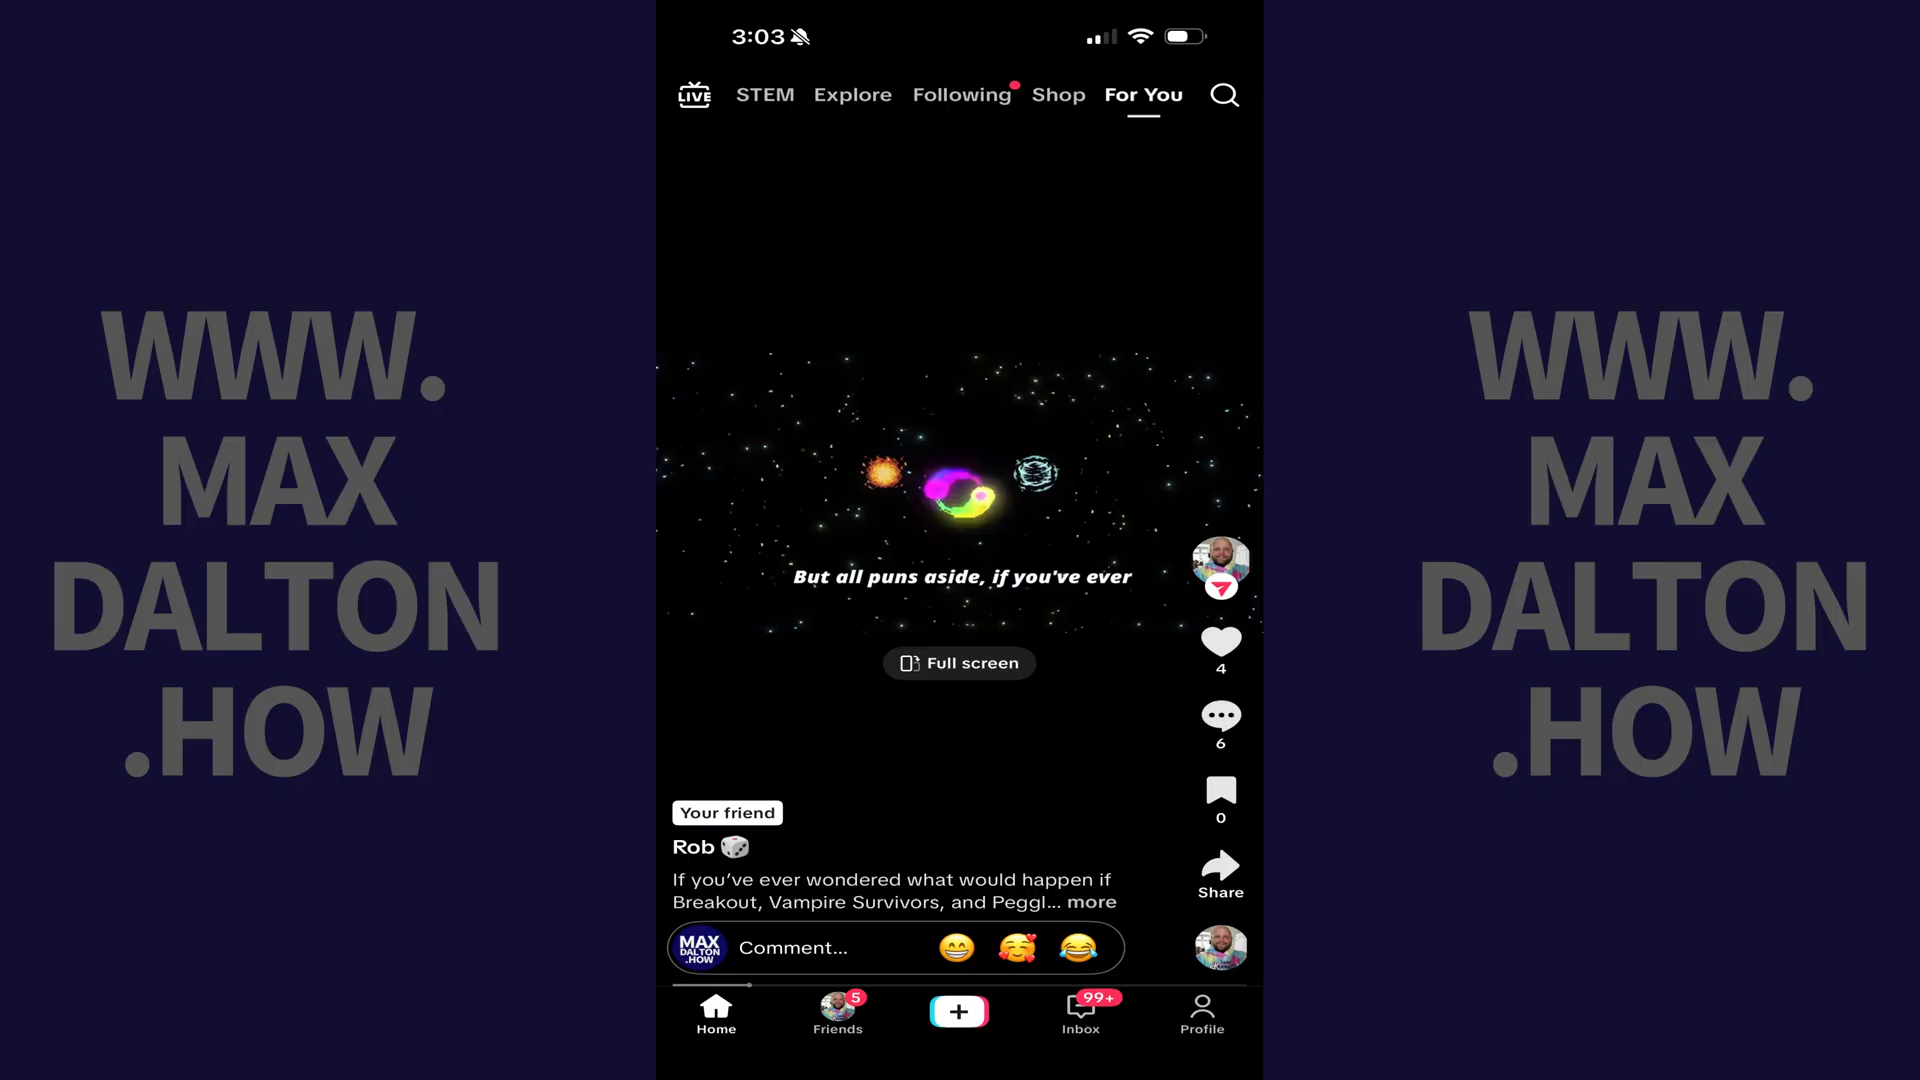 WWW.
MAX
DALTON
.HOW
3:03
LIVE
STEM
Explore
Following
Shop
For You
But all puns aside, if you've ever
Full screen
4
6
0
Share
Your friend
Rob
If you’ve ever wondered what would happen if
Breakout, Vampire Survivors, and Peggl... more
MAX
DALTON
.HOW
Comment...
Home
5
Friends
99+
Inbox
Profile
WWW.
MAX
DALTON
.HOW